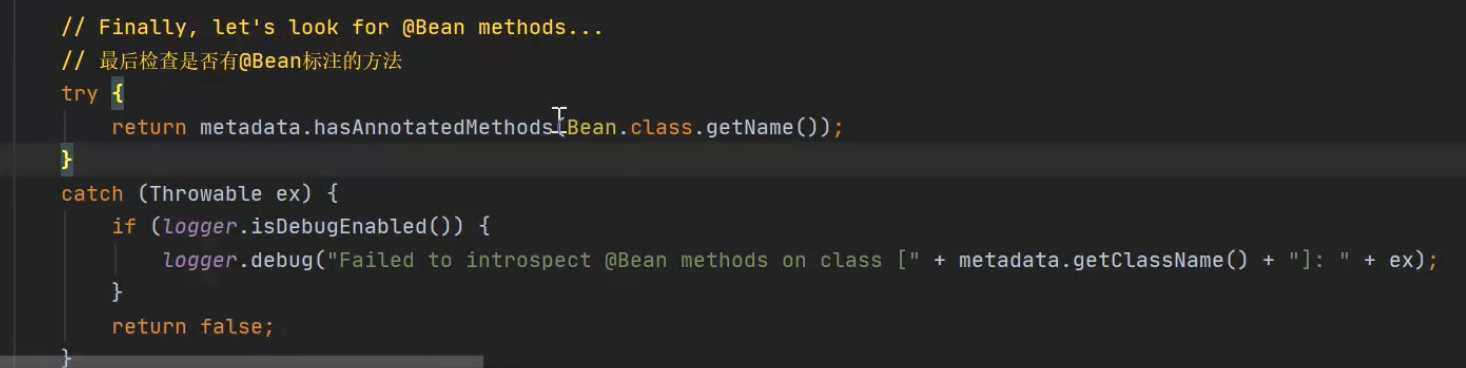 // Finally, let's look for @Bean methods...
// 最后检查是否有@Bean标注的方法
try {
return metadata.hasAnnotatedMethods(Bean.class.getName());
}
catch (Throwable ex) {
if (logger.isDebugEnabled()) {
logger.debug("Failed to introspect @Bean methods on class [" + metadata.getClassName() + "]: " + ex);
}
return false;
}